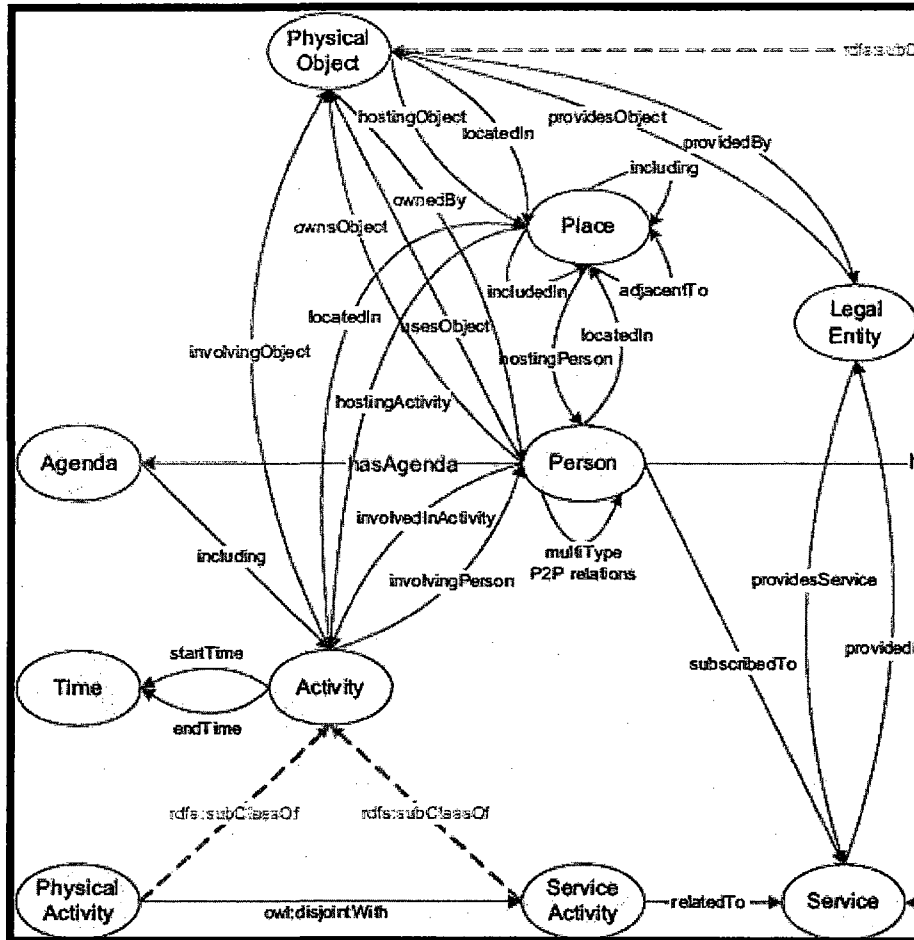 Physical
Object
rdfs:subC
hostingObject
locatedIn
providesObject
providedBy
including
ownedBy
ownsObject
Place
includedIn
adjacentTo
locatedIn
usesObject
locatedIn
Legal
Entity
involvingObject
hostingPerson
hostingActivity
Agenda
hasAgenda
Person
h
involvedInActivity
including
involvingPerson
multiType
P2P relations
providesService
startTime
subscribedTo
provided
Time
Activity
endTime
rdfs:subClassOf
rdfs:subClassOf
Physical
Activity
owl:disjointWith
Service
Activity
relatedTo
Service